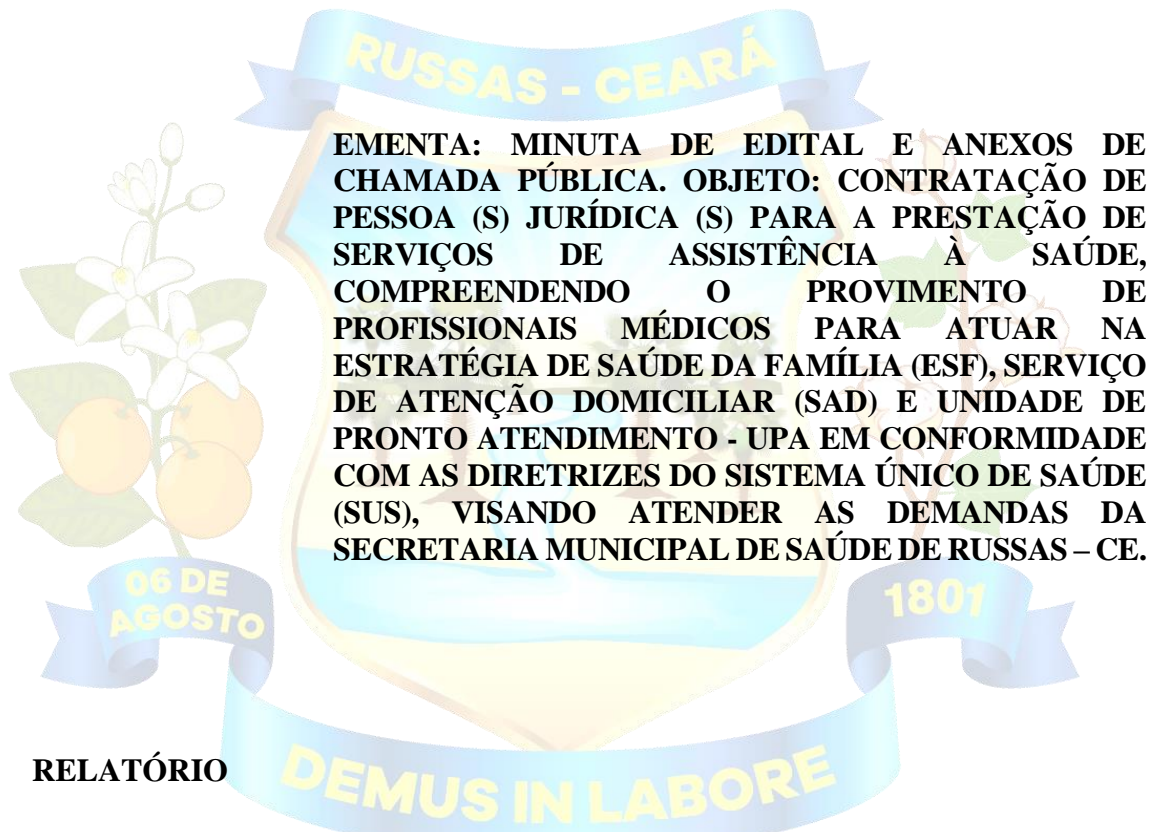 RUSSAS - CEARÁ
EMENTA: MINUTA DE EDITAL E ANEXOS DE
CHAMADA PÚBLICA. OBJETO: CONTRATAÇÃO DE
PESSOA (S) JURÍDICA (S) PARA A PRESTAÇÃO DE
SERVIÇOS DE ASSISTÊNCIA À SAÚDE,
COMPREENDENDO O PROVIMENTO DE
PROFISSIONAIS MÉDICOS PARA ATUAR NA
ESTRATÉGIA DE SAÚDE DA FAMÍLIA (ESF), SERVIÇO
DE ATENÇÃO DOMICILIAR (SAD) E UNIDADE DE
PRONTO ATENDIMENTO - UPA EM CONFORMIDADE
COM AS DIRETRIZES DO SISTEMA ÚNICO DE SAÚDE
(SUS), VISANDO ATENDER AS DEMANDAS DA
SECRETARIA MUNICIPAL DE SAÚDE DE RUSSAS – CE.
06 DE
AGOSTO
1801
RELATÓRIO
DEMUS IN LABORE